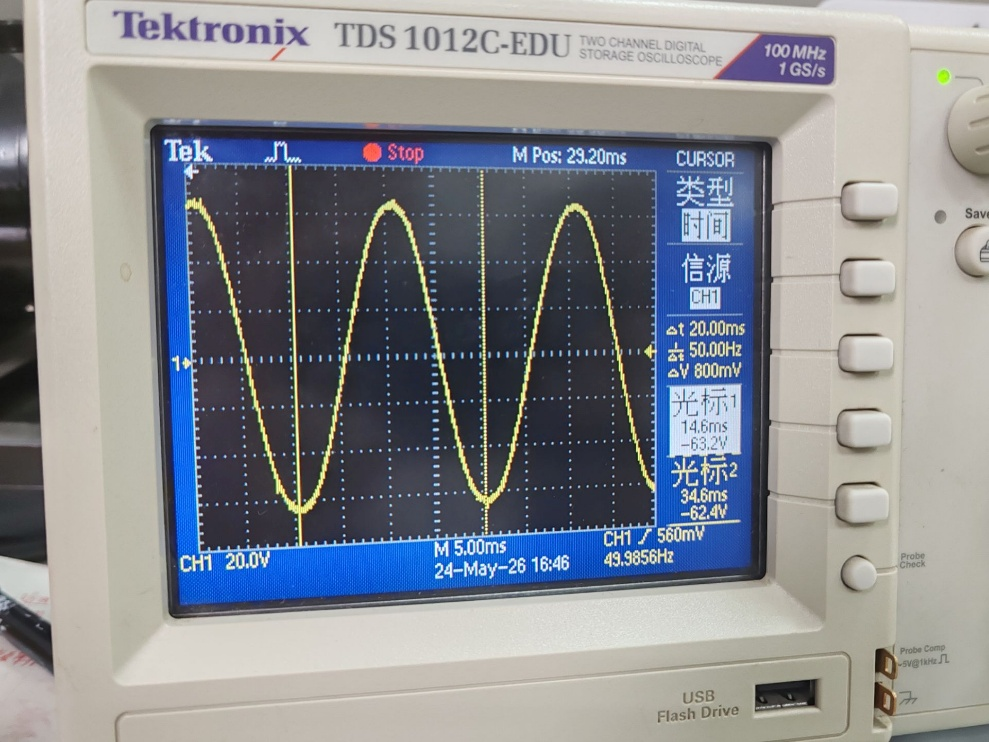 Tektronix TDS 1012C-EDU TWO CHANNEL DIGITAL
STORAGE OSCILLOSCOPE
100 MHz
1 GS/s
Tek Stop M Pos: 29.20ms CURSOR
类型
时间
信源
CH1
Δt 20.00ms
1/Δt 50.00Hz
ΔV 800mV
光标1
14.6ms
-63.2V
光标2
34.6ms
-62.4V
1
CH1 20.0V M 5.00ms CH1 560mV
24-May-26 16:46 49.9856Hz
Save
Probe
Check
Probe Comp
~5V@1kHz
USB
Flash Drive